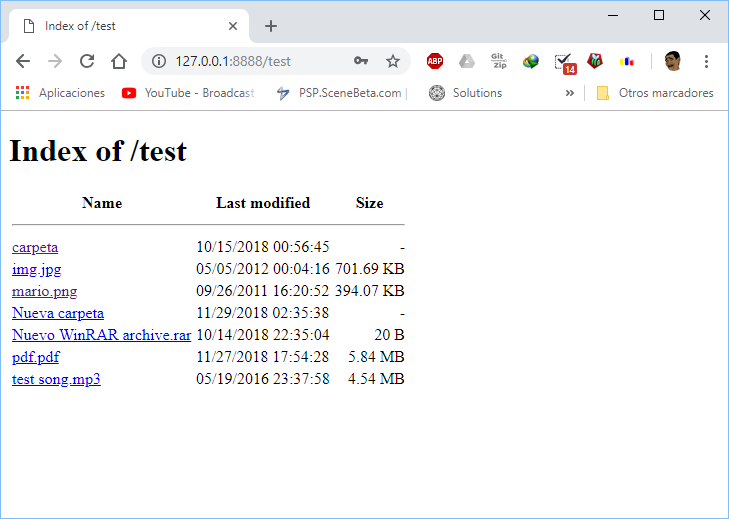 Index of /test
127.0.0.1:8888/test
ABP
Git Zip
14
Aplicaciones
YouTube - Broadcast
PSP.SceneBeta.com |
Solutions
»
Otros marcadores
Index of /test
Name Last modified Size
carpeta 10/15/2018 00:56:45 -
img.jpg 05/05/2012 00:04:16 701.69 KB
mario.png 09/26/2011 16:20:52 394.07 KB
Nueva carpeta 11/29/2018 02:35:38 -
Nuevo WinRAR archive.rar 10/14/2018 22:35:04 20 B
pdf.pdf 11/27/2018 17:54:28 5.84 MB
test song.mp3 05/19/2016 23:37:58 4.54 MB